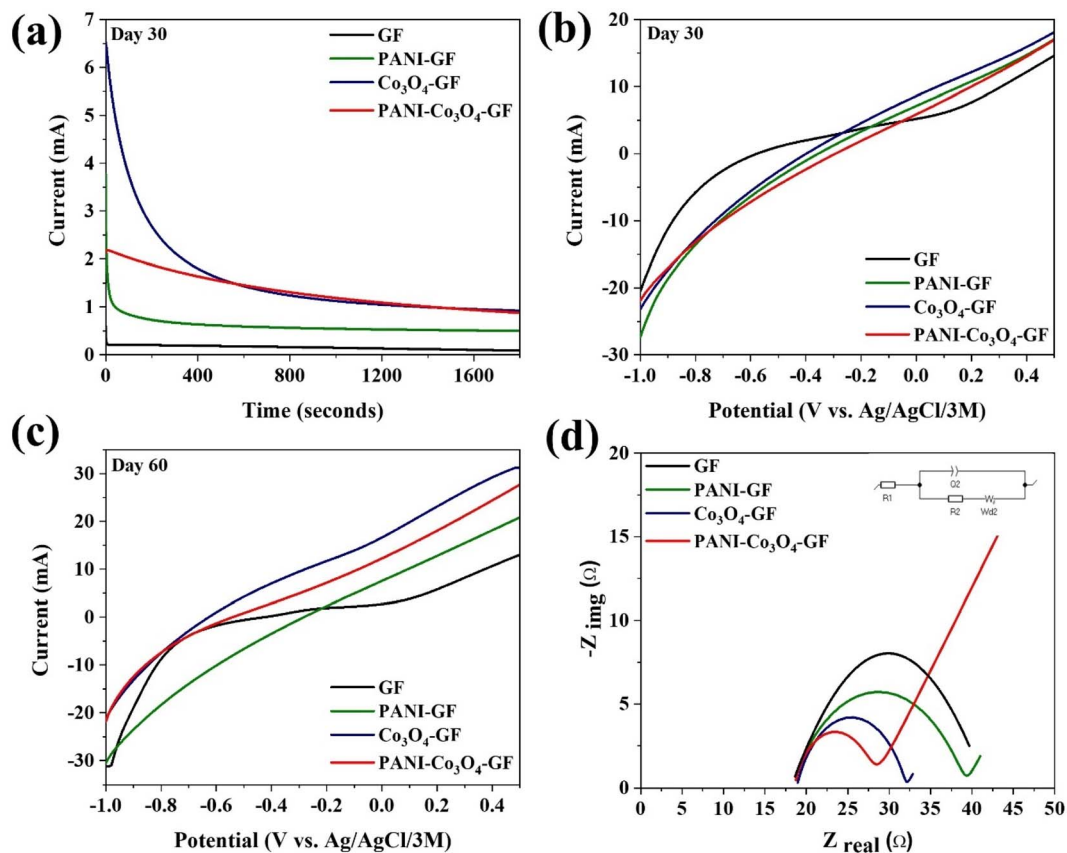 (a)
Day 30
GF
PANI-GF
Co₃O₄-GF
PANI-Co₃O₄-GF
7
6
5
4
3
2
1
0
Current (mA)
0 400 800 1200 1600
Time (seconds)
(b)
Day 30
20
10
0
-10
-20
-30
Current (mA)
GF
PANI-GF
Co₃O₄-GF
PANI-Co₃O₄-GF
-1.0 -0.8 -0.6 -0.4 -0.2 0.0 0.2 0.4
Potential (V vs. Ag/AgCl/3M)
(c)
Day 60
30
20
10
0
-10
-20
-30
Current (mA)
GF
PANI-GF
Co₃O₄-GF
PANI-Co₃O₄-GF
-1.0 -0.8 -0.6 -0.4 -0.2 0.0 0.2 0.4
Potential (V vs. Ag/AgCl/3M)
(d)
GF
PANI-GF
Co₃O₄-GF
PANI-Co₃O₄-GF
R1
Q2
R2
Wd2
20
15
10
5
0
-Z img (Ω)
0 5 10 15 20 25 30 35 40 45 50
Z real (Ω)